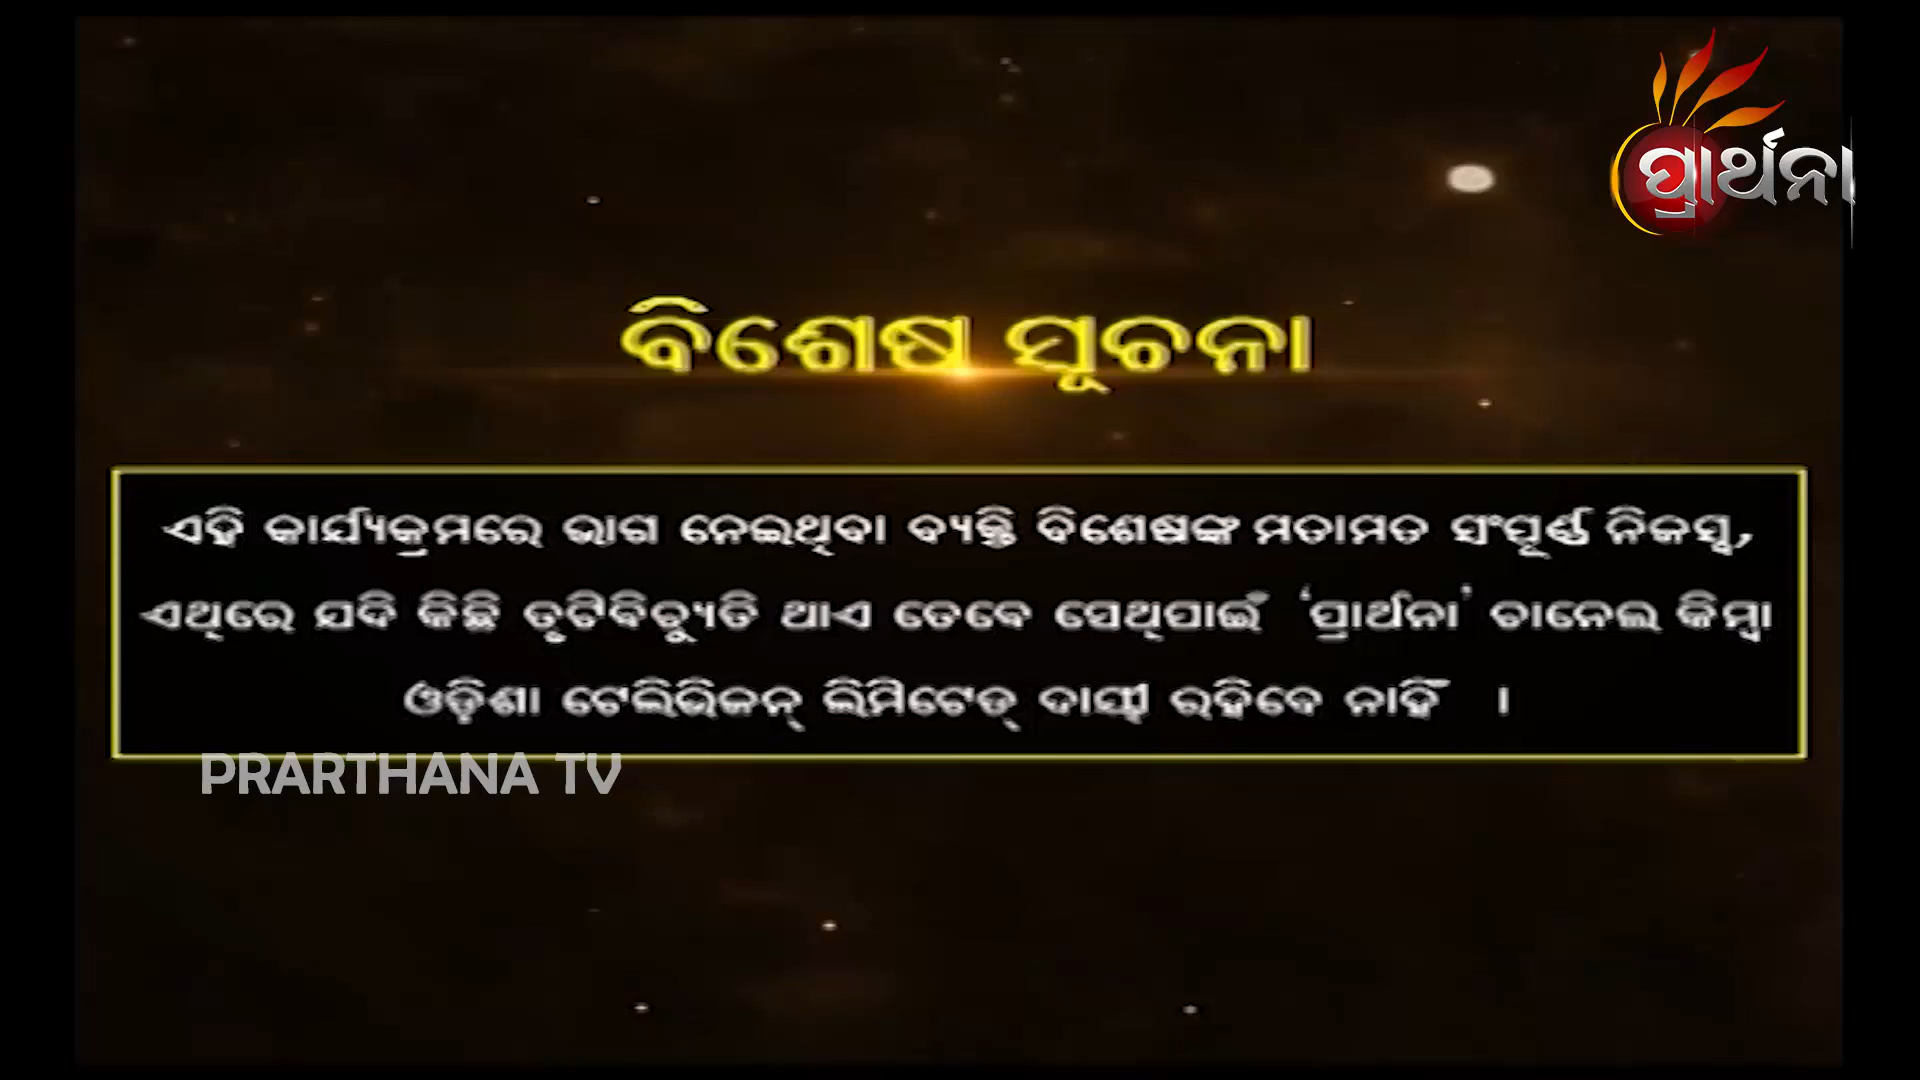 ପ୍ରାର୍ଥନା
ବିଶେଷ ସୂଚନା
ଏହି କାର୍ଯ୍ୟକ୍ରମରେ ଭାଗ ନେଇଥିବା ବ୍ୟକ୍ତି ବିଶେଷଙ୍କ ମତାମତ ସଂପୂର୍ଣ୍ଣ ନିଜସ୍ୱ,
ଏଥିରେ ଯଦି କିଛି ତୃଟିବିଚ୍ୟୁତି ଥାଏ ତେବେ ସେଥିପାଇଁ ‘ପ୍ରାର୍ଥନା’ ଚାନେଲ କିମ୍ବା
ଓଡ଼ିଶା ଟେଲିଭିଜନ୍ ଲିମିଟେଡ୍ ଦାୟୀ ରହିବେ ନାହିଁ ।
PRARTHANA TV